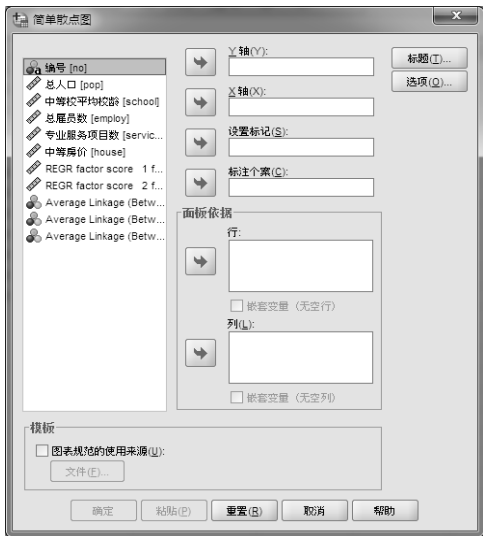 简单散点图
编号 [no]
总人口 [pop]
中等校平均校龄 [school]
总雇员数 [employ]
专业服务项目数 [servic...
中等房价 [house]
REGR factor score 1 f...
REGR factor score 2 f...
Average Linkage (Betw...
Average Linkage (Betw...
Average Linkage (Betw...
Y 轴(Y):
X 轴(X):
设置标记(S):
标注个案(C):
标题(T)...
选项(O)...
面板依据
行:
嵌套变量（无空行）
列(L):
嵌套变量（无空列）
模板
图表规范的使用来源(U):
文件(F)...
确定 粘贴(P) 重置(R) 取消 帮助